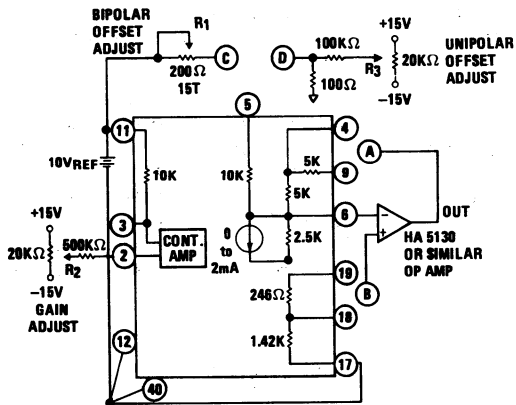 BIPOLAR
OFFSET
ADJUST
R1
200Ω
15T
C
D
100KΩ
100Ω
R3
+15V
20KΩ
-15V
UNIPOLAR
OFFSET
ADJUST
5
11
4
10VREF
10K
10K
5K
9
5K
A
3
6
OUT
+15V
20KΩ
500KΩ
R2
2
CONT.
AMP
0
to
2mA
2.5K
-
+
HA 5130
OR SIMILAR
OP AMP
B
-15V
GAIN
ADJUST
19
246Ω
18
1.42K
12
17
40